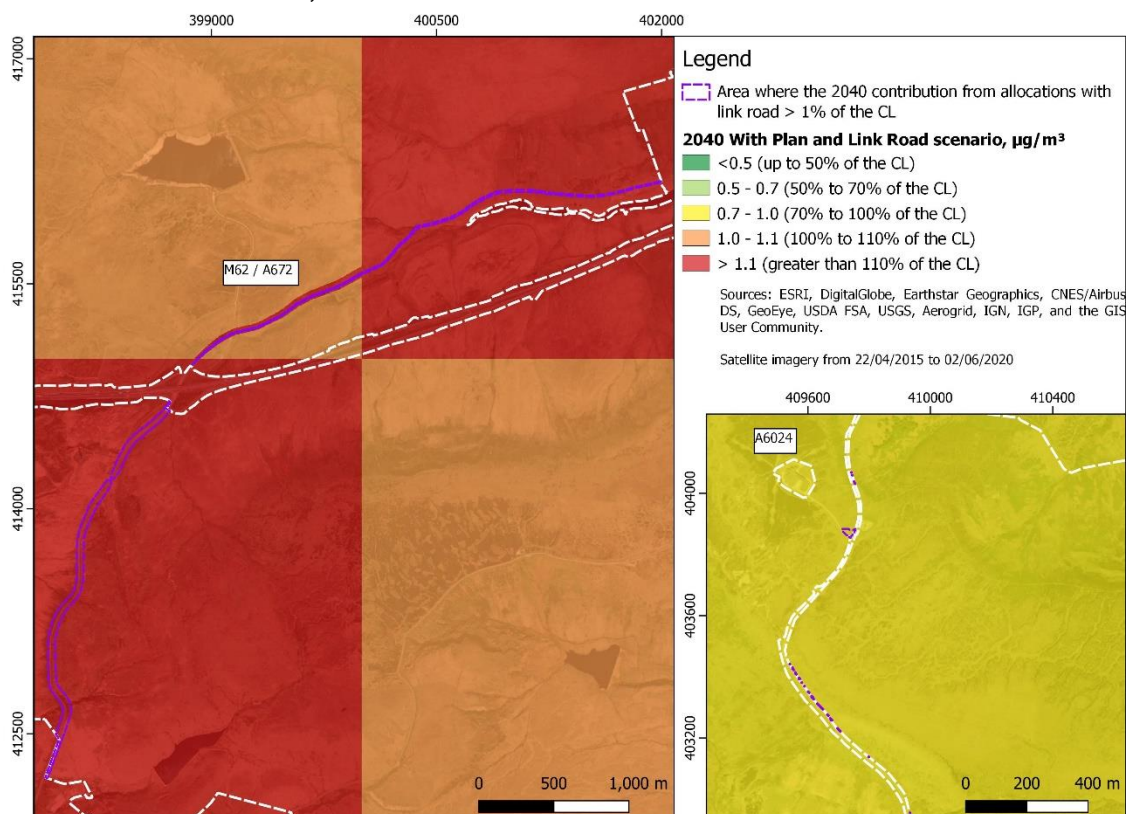 399000
400500
402000
417000
415500
414000
412500
M62 / A672
0
500
1,000 m
Legend
Area where the 2040 contribution from allocations with
link road > 1% of the CL
2040 With Plan and Link Road scenario, µg/m³
<0.5 (up to 50% of the CL)
0.5 - 0.7 (50% to 70% of the CL)
0.7 - 1.0 (70% to 100% of the CL)
1.0 - 1.1 (100% to 110% of the CL)
> 1.1 (greater than 110% of the CL)
Sources: ESRI, DigitalGlobe, Earthstar Geographics, CNES/Airbus
DS, GeoEye, USDA FSA, USGS, Aerogrid, IGN, IGP, and the GIS
User Community.
Satellite imagery from 22/04/2015 to 02/06/2020
409600
410000
410400
404000
403600
403200
A6024
0
200
400 m